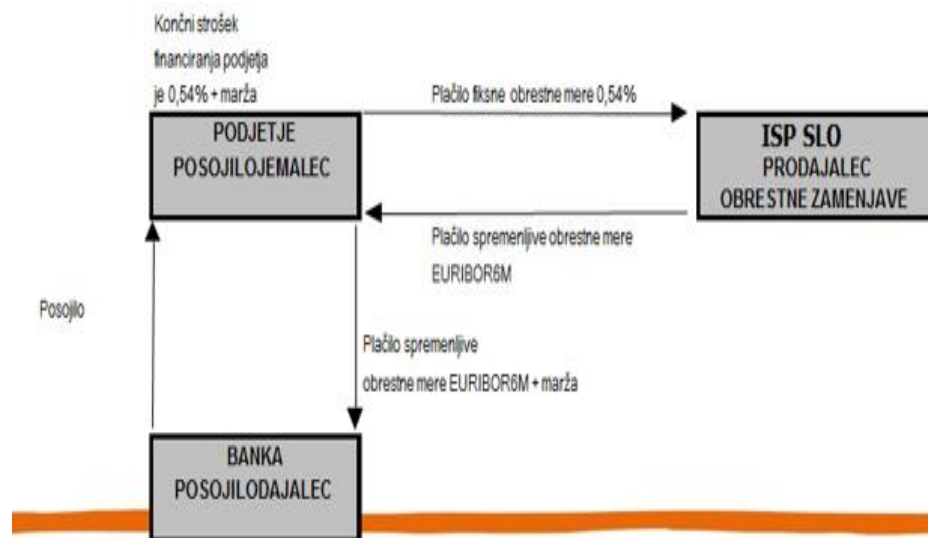 Končni strošek
financiranja podjetja
je 0,54% + marža
Plačilo fiksne obrestne mere 0,54%
PODJETJE
POSOJILOJEMALEC
ISP SLO
PRODAJALEC
OBRESTNE ZAMENJAVE
Plačilo spremenljive obrestne mere
EURIBOR6M
Posojilo
Plačilo spremenljive
obrestne mere EURIBOR6M + marža
BANKA
POSOJILODAJALEC